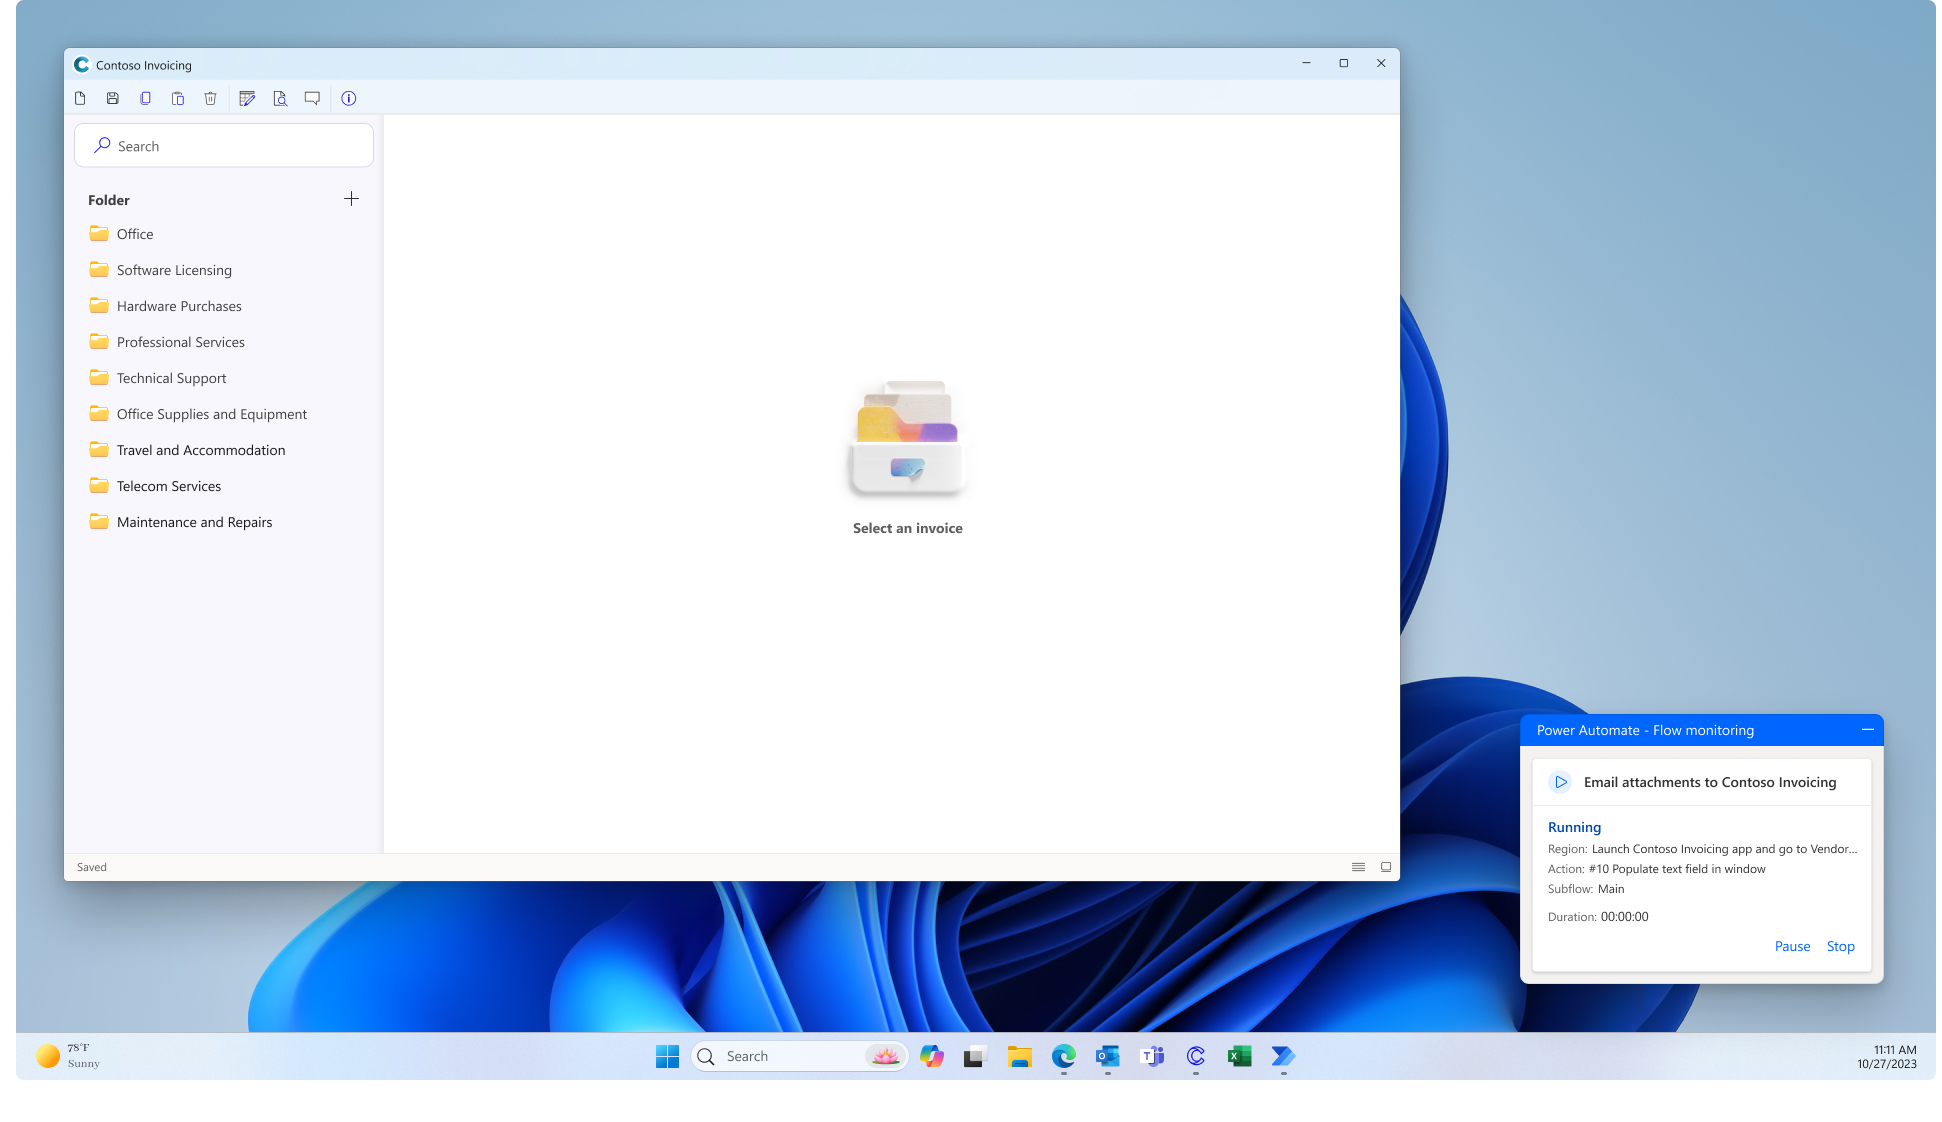 Contoso Invoicing
Search
Folder
Office
Software Licensing
Hardware Purchases
Professional Services
Technical Support
Office Supplies and Equipment
Travel and Accommodation
Telecom Services
Maintenance and Repairs
Select an invoice
Saved
Power Automate - Flow monitoring
Email attachments to Contoso Invoicing
Running
Region: Launch Contoso Invoicing app and go to Vendor...
Action: #10 Populate text field in window
Subflow: Main
Duration: 00:00:00
Pause Stop
78°F
Sunny
Search
11:11 AM
10/27/2023